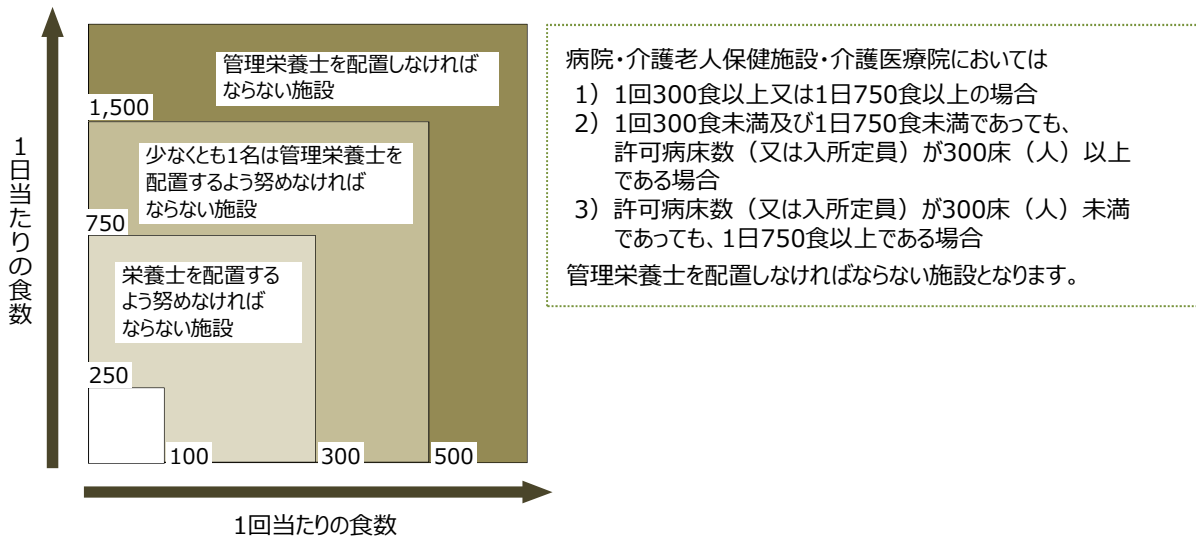 1日当たりの食数
1,500
750
250
管理栄養士を配置しなければ
ならない施設
少なくとも1名は管理栄養士を
配置するよう努めなければ
ならない施設
栄養士を配置する
よう努めなければ
ならない施設
100
300
500
1回当たりの食数
病院・介護老人保健施設・介護医療院においては
1）1回300食以上又は1日750食以上の場合
2）1回300食未満及び1日750食未満であっても、
許可病床数（又は入所定員）が300床（人）以上
である場合
3）許可病床数（又は入所定員）が300床（人）未満
であっても、1日750食以上である場合
管理栄養士を配置しなければならない施設となります。